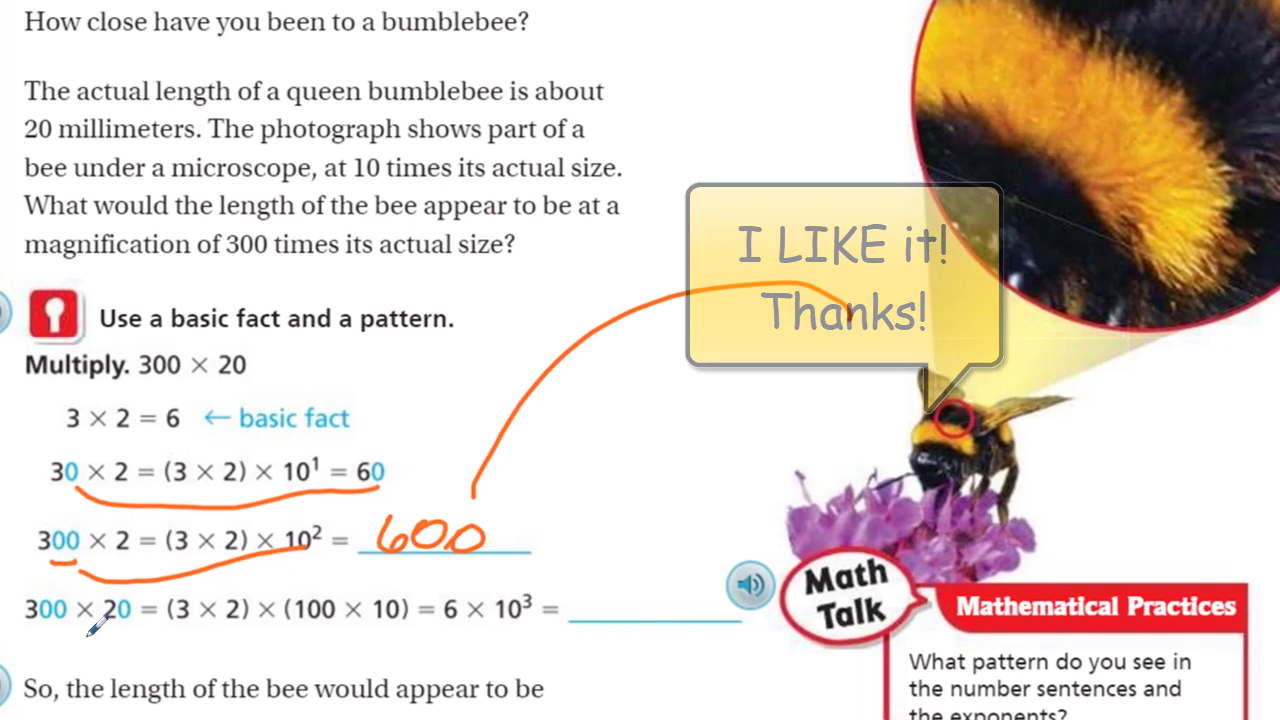 How close have you been to a bumblebee?
The actual length of a queen bumblebee is about
20 millimeters. The photograph shows part of a
bee under a microscope, at 10 times its actual size.
What would the length of the bee appear to be at a
magnification of 300 times its actual size?
I LIKE it!
Thanks!
Use a basic fact and a pattern.
Multiply. 300 × 20
3 × 2 = 6 ← basic fact
30 × 2 = (3 × 2) × 10¹ = 60
300 × 2 = (3 × 2) × 10² = 600
300 × 20 = (3 × 2) × (100 × 10) = 6 × 10³ =
So, the length of the bee would appear to be
Math
Talk
Mathematical Practices
What pattern do you see in
the number sentences and
the exponents?